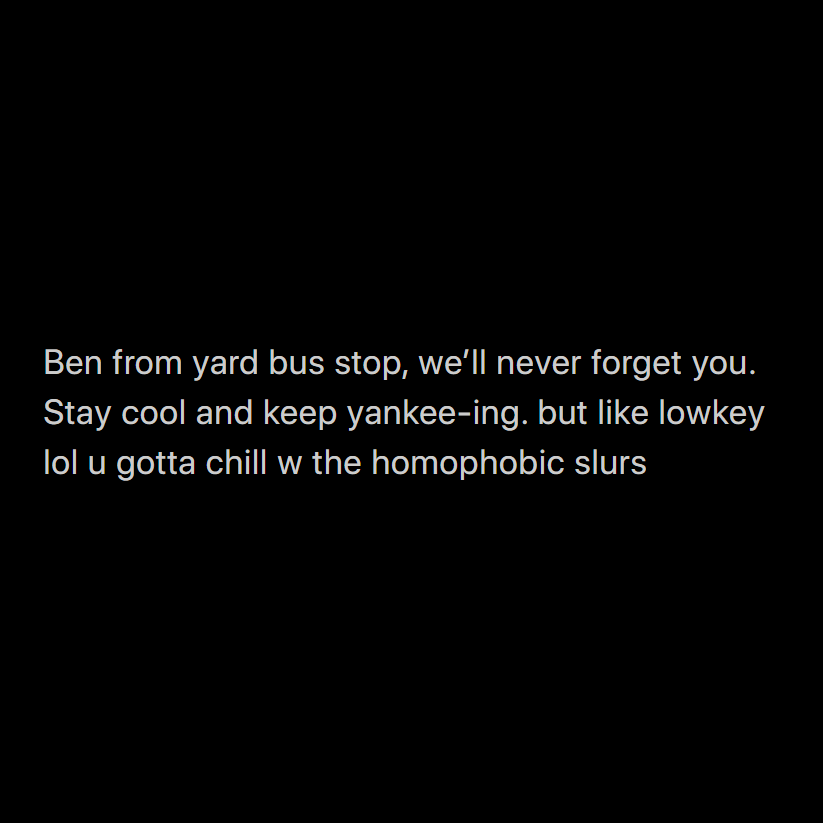 Ben from yard bus stop, we’ll never forget you.
Stay cool and keep yankee-ing. but like lowkey
lol u gotta chill w the homophobic slurs